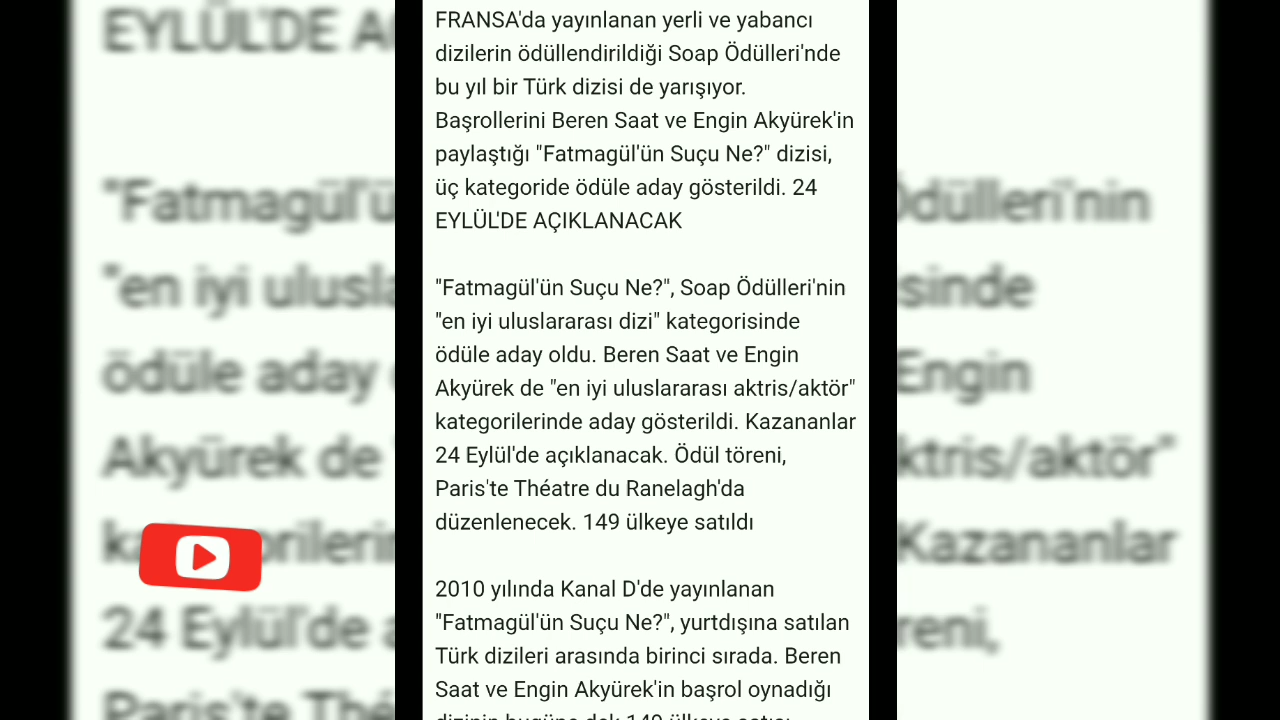 FRANSA'da yayınlanan yerli ve yabancı
dizilerin ödüllendirildiği Soap Ödülleri'nde
bu yıl bir Türk dizisi de yarışıyor.
Başrollerini Beren Saat ve Engin Akyürek'in
paylaştığı "Fatmagül'ün Suçu Ne?" dizisi,
üç kategoride ödüle aday gösterildi. 24
EYLÜL'DE AÇIKLANACAK
"Fatmagül'ün Suçu Ne?", Soap Ödülleri'nin
"en iyi uluslararası dizi" kategorisinde
ödüle aday oldu. Beren Saat ve Engin
Akyürek de "en iyi uluslararası aktris/aktör"
kategorilerinde aday gösterildi. Kazananlar
24 Eylül'de açıklanacak. Ödül töreni,
Paris'te Théatre du Ranelagh'da
düzenlenecek. 149 ülkeye satıldı
2010 yılında Kanal D'de yayınlanan
"Fatmagül'ün Suçu Ne?", yurtdışına satılan
Türk dizileri arasında birinci sırada. Beren
Saat ve Engin Akyürek'in başrol oynadığı